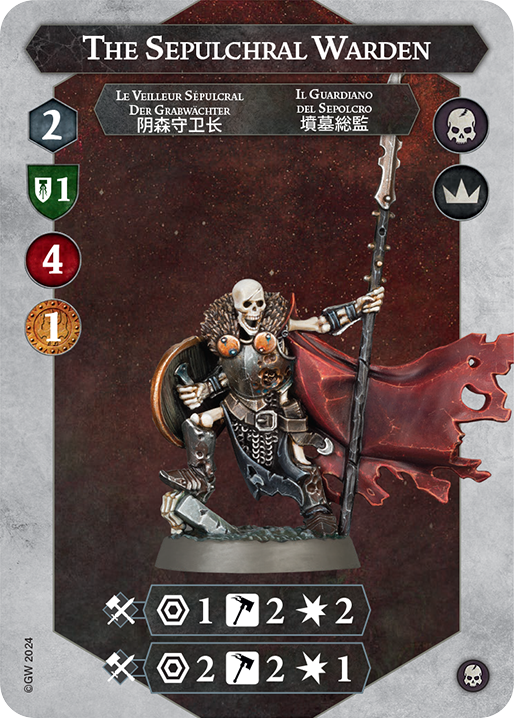 The Sepulchral Warden
Le Veilleur Sépulcral
Der Grabwächter
阴森守卫长
Il Guardiano
del Sepolcro
墳墓総監
2
1
4
1
1 2 2
2 2 1
©GW 2024